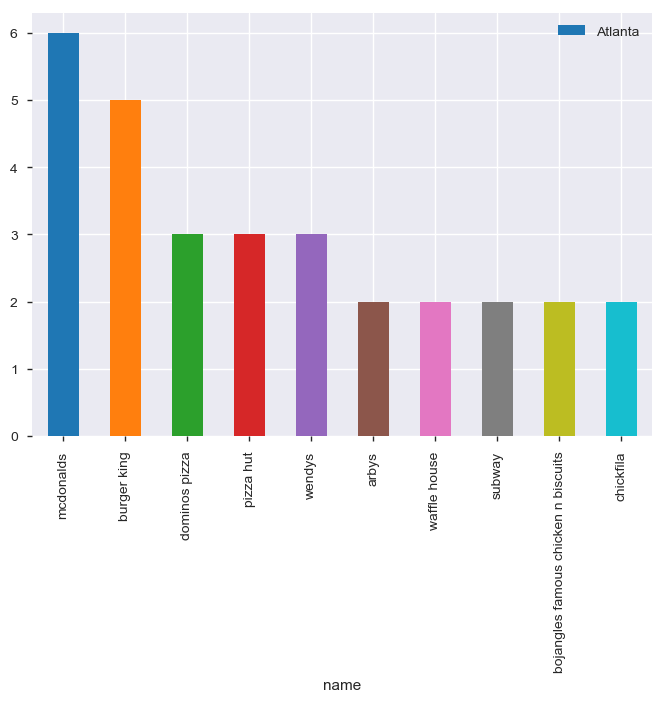 Atlanta
6
5
4
3
2
1
0
mcdonalds
burger king
dominos pizza
pizza hut
wendys
arbys
waffle house
subway
bojangles famous chicken n biscuits
chickfila
name